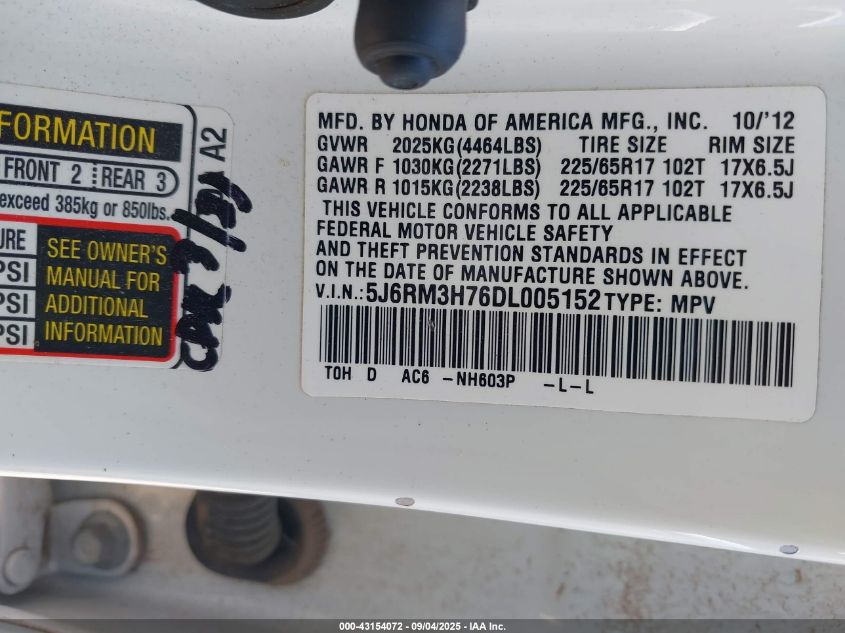 FORMATION
FRONT 2 REAR 3
exceed 385kg or 850lbs.
A2
URE
PSI
PSI
PSI
SEE OWNER'S
MANUAL FOR
ADDITIONAL
INFORMATION
MFD. BY HONDA OF AMERICA MFG., INC. 10/'12
GVWR 2025KG(4464LBS) TIRE SIZE RIM SIZE
GAWR F 1030KG(2271LBS) 225/65R17 102T 17X6.5J
GAWR R 1015KG(2238LBS) 225/65R17 102T 17X6.5J
THIS VEHICLE CONFORMS TO ALL APPLICABLE
FEDERAL MOTOR VEHICLE SAFETY
AND THEFT PREVENTION STANDARDS IN EFFECT
ON THE DATE OF MANUFACTURE SHOWN ABOVE.
V.I.N.:5J6RM3H76DL005152 TYPE: MPV
TOH D AC6 -NH603P -L-L
000-43154072 - 09/04/2025 - IAA Inc.